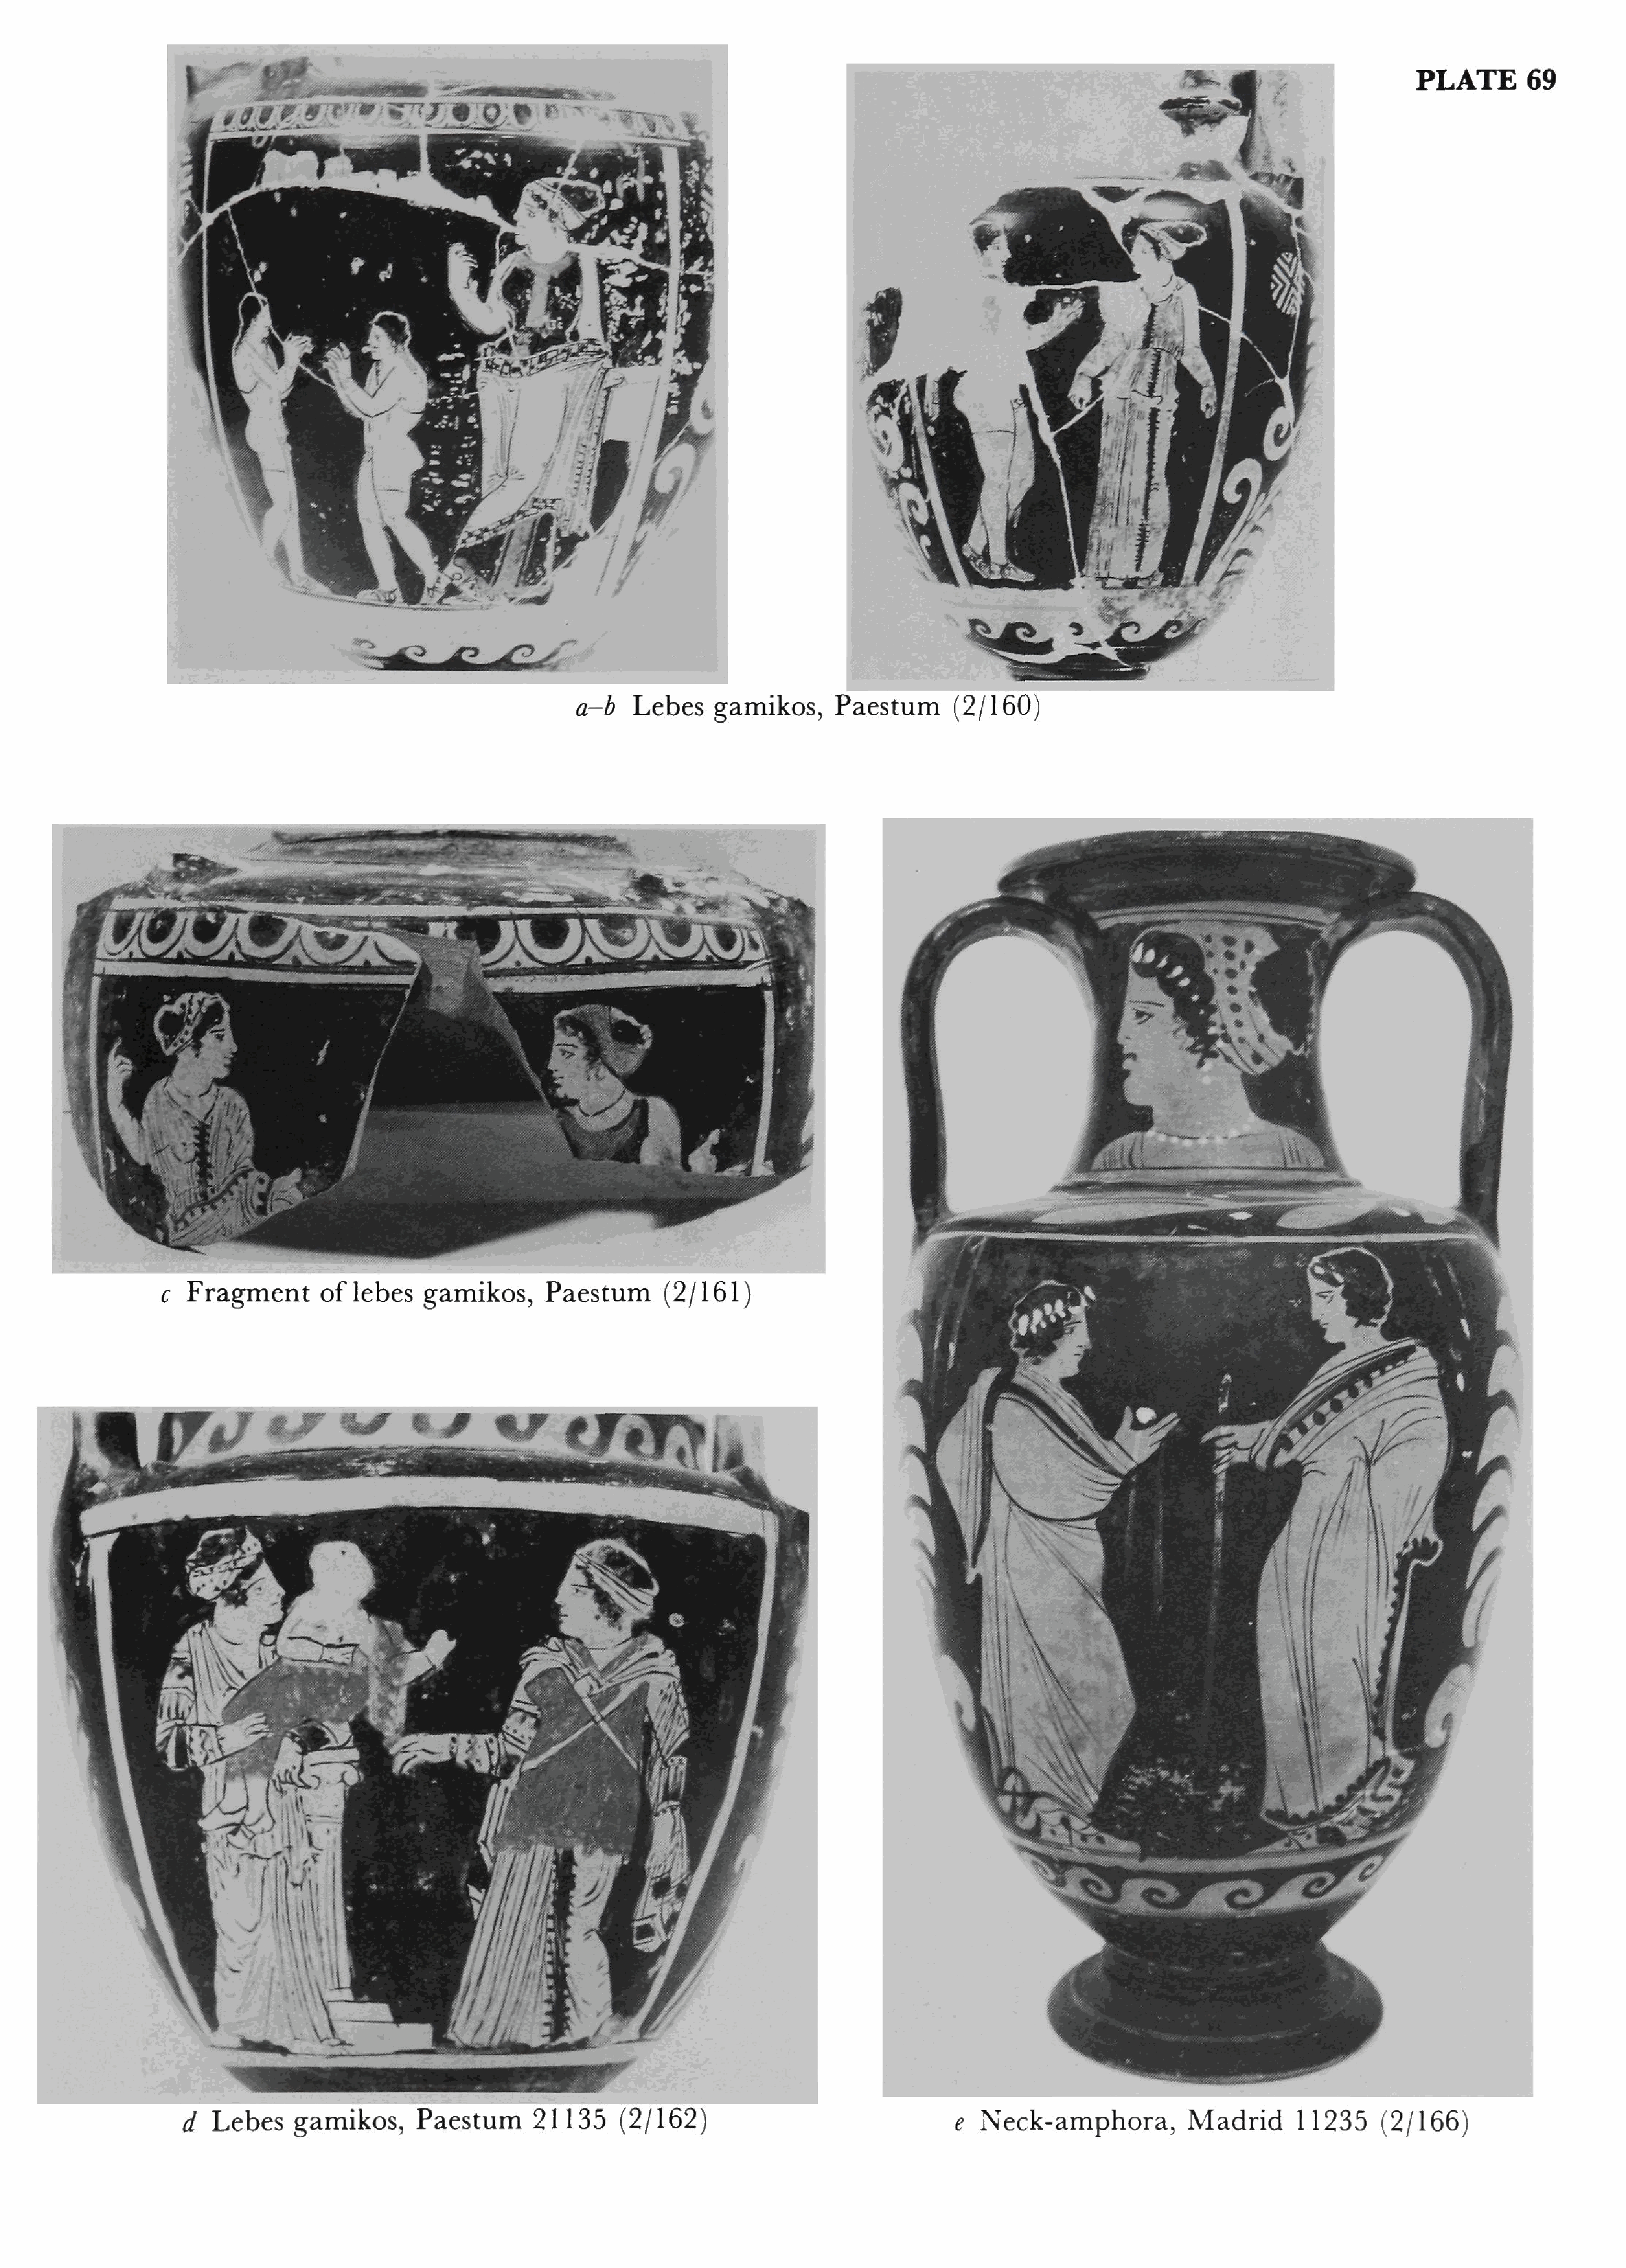 PLATE 69
a–b Lebes gamikos, Paestum (2/160)
c Fragment of lebes gamikos, Paestum (2/161)
d Lebes gamikos, Paestum 21135 (2/162)
e Neck-amphora, Madrid 11235 (2/166)